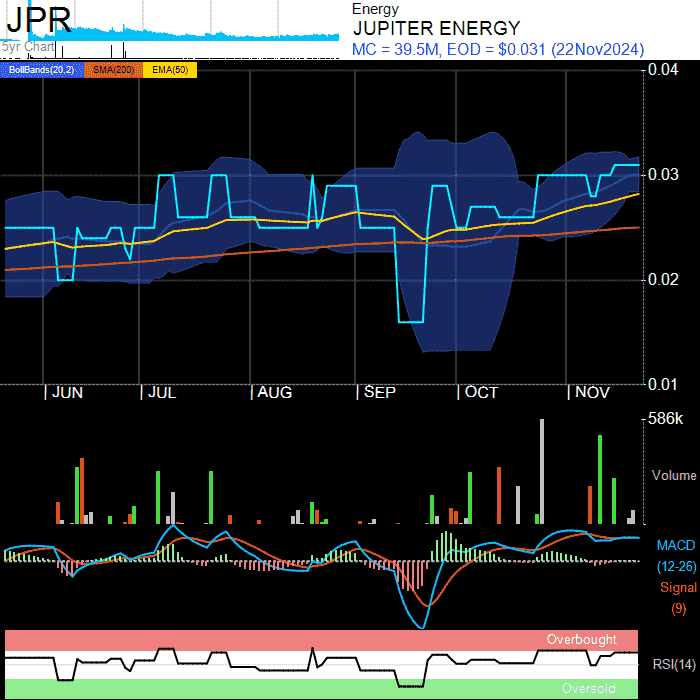 JPR
5yr Chart
Energy
JUPITER ENERGY
MC = 39.5M, EOD = $0.031 (22Nov2024)
BollBands(20,2) SMA(200) EMA(50)
0.04
0.03
0.02
0.01
JUN JUL AUG SEP OCT NOV
586k
Volume
MACD
(12-26)
Signal
(9)
Overbought
RSI(14)
Oversold